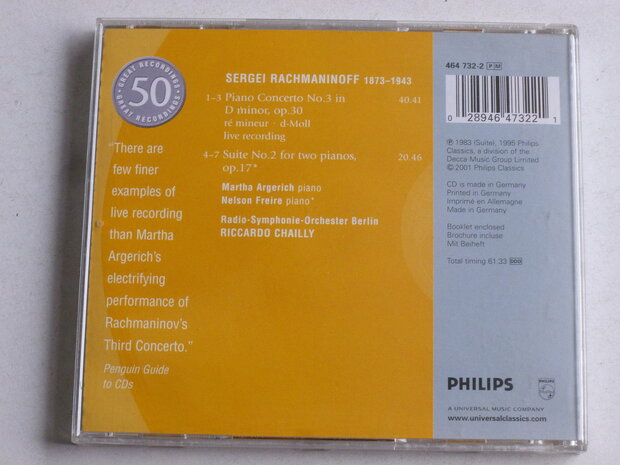 GREAT RECORDINGS
50
GREAT RECORDINGS
"There are
few finer
examples of
live recording
than Martha
Argerich's
electrifying
performance of
Rachmaninov's
Third Concerto."
Penguin Guide
to CDs
SERGEI RACHMANINOFF 1873–1943
1–3 Piano Concerto No.3 in 40.41
D minor, op.30
ré mineur · d-Moll
live recording
4–7 Suite No.2 for two pianos, 20.46
op.17*
Martha Argerich piano
Nelson Freire piano*
Radio-Symphonie-Orchester Berlin
RICCARDO CHAILLY
464 732-2 PM
0 28946 47322 1
℗ 1983 (Suite), 1995 Philips
Classics, a division of the
Decca Music Group Limited
© 2001 Philips Classics
CD is made in Germany
Printed in Germany
Imprimé en Allemagne
Made in Germany
Booklet enclosed
Brochure incluse
Mit Beiheft
Total timing 61.33 DDD
PHILIPS
PHILIPS
A UNIVERSAL MUSIC COMPANY
www.universalclassics.com